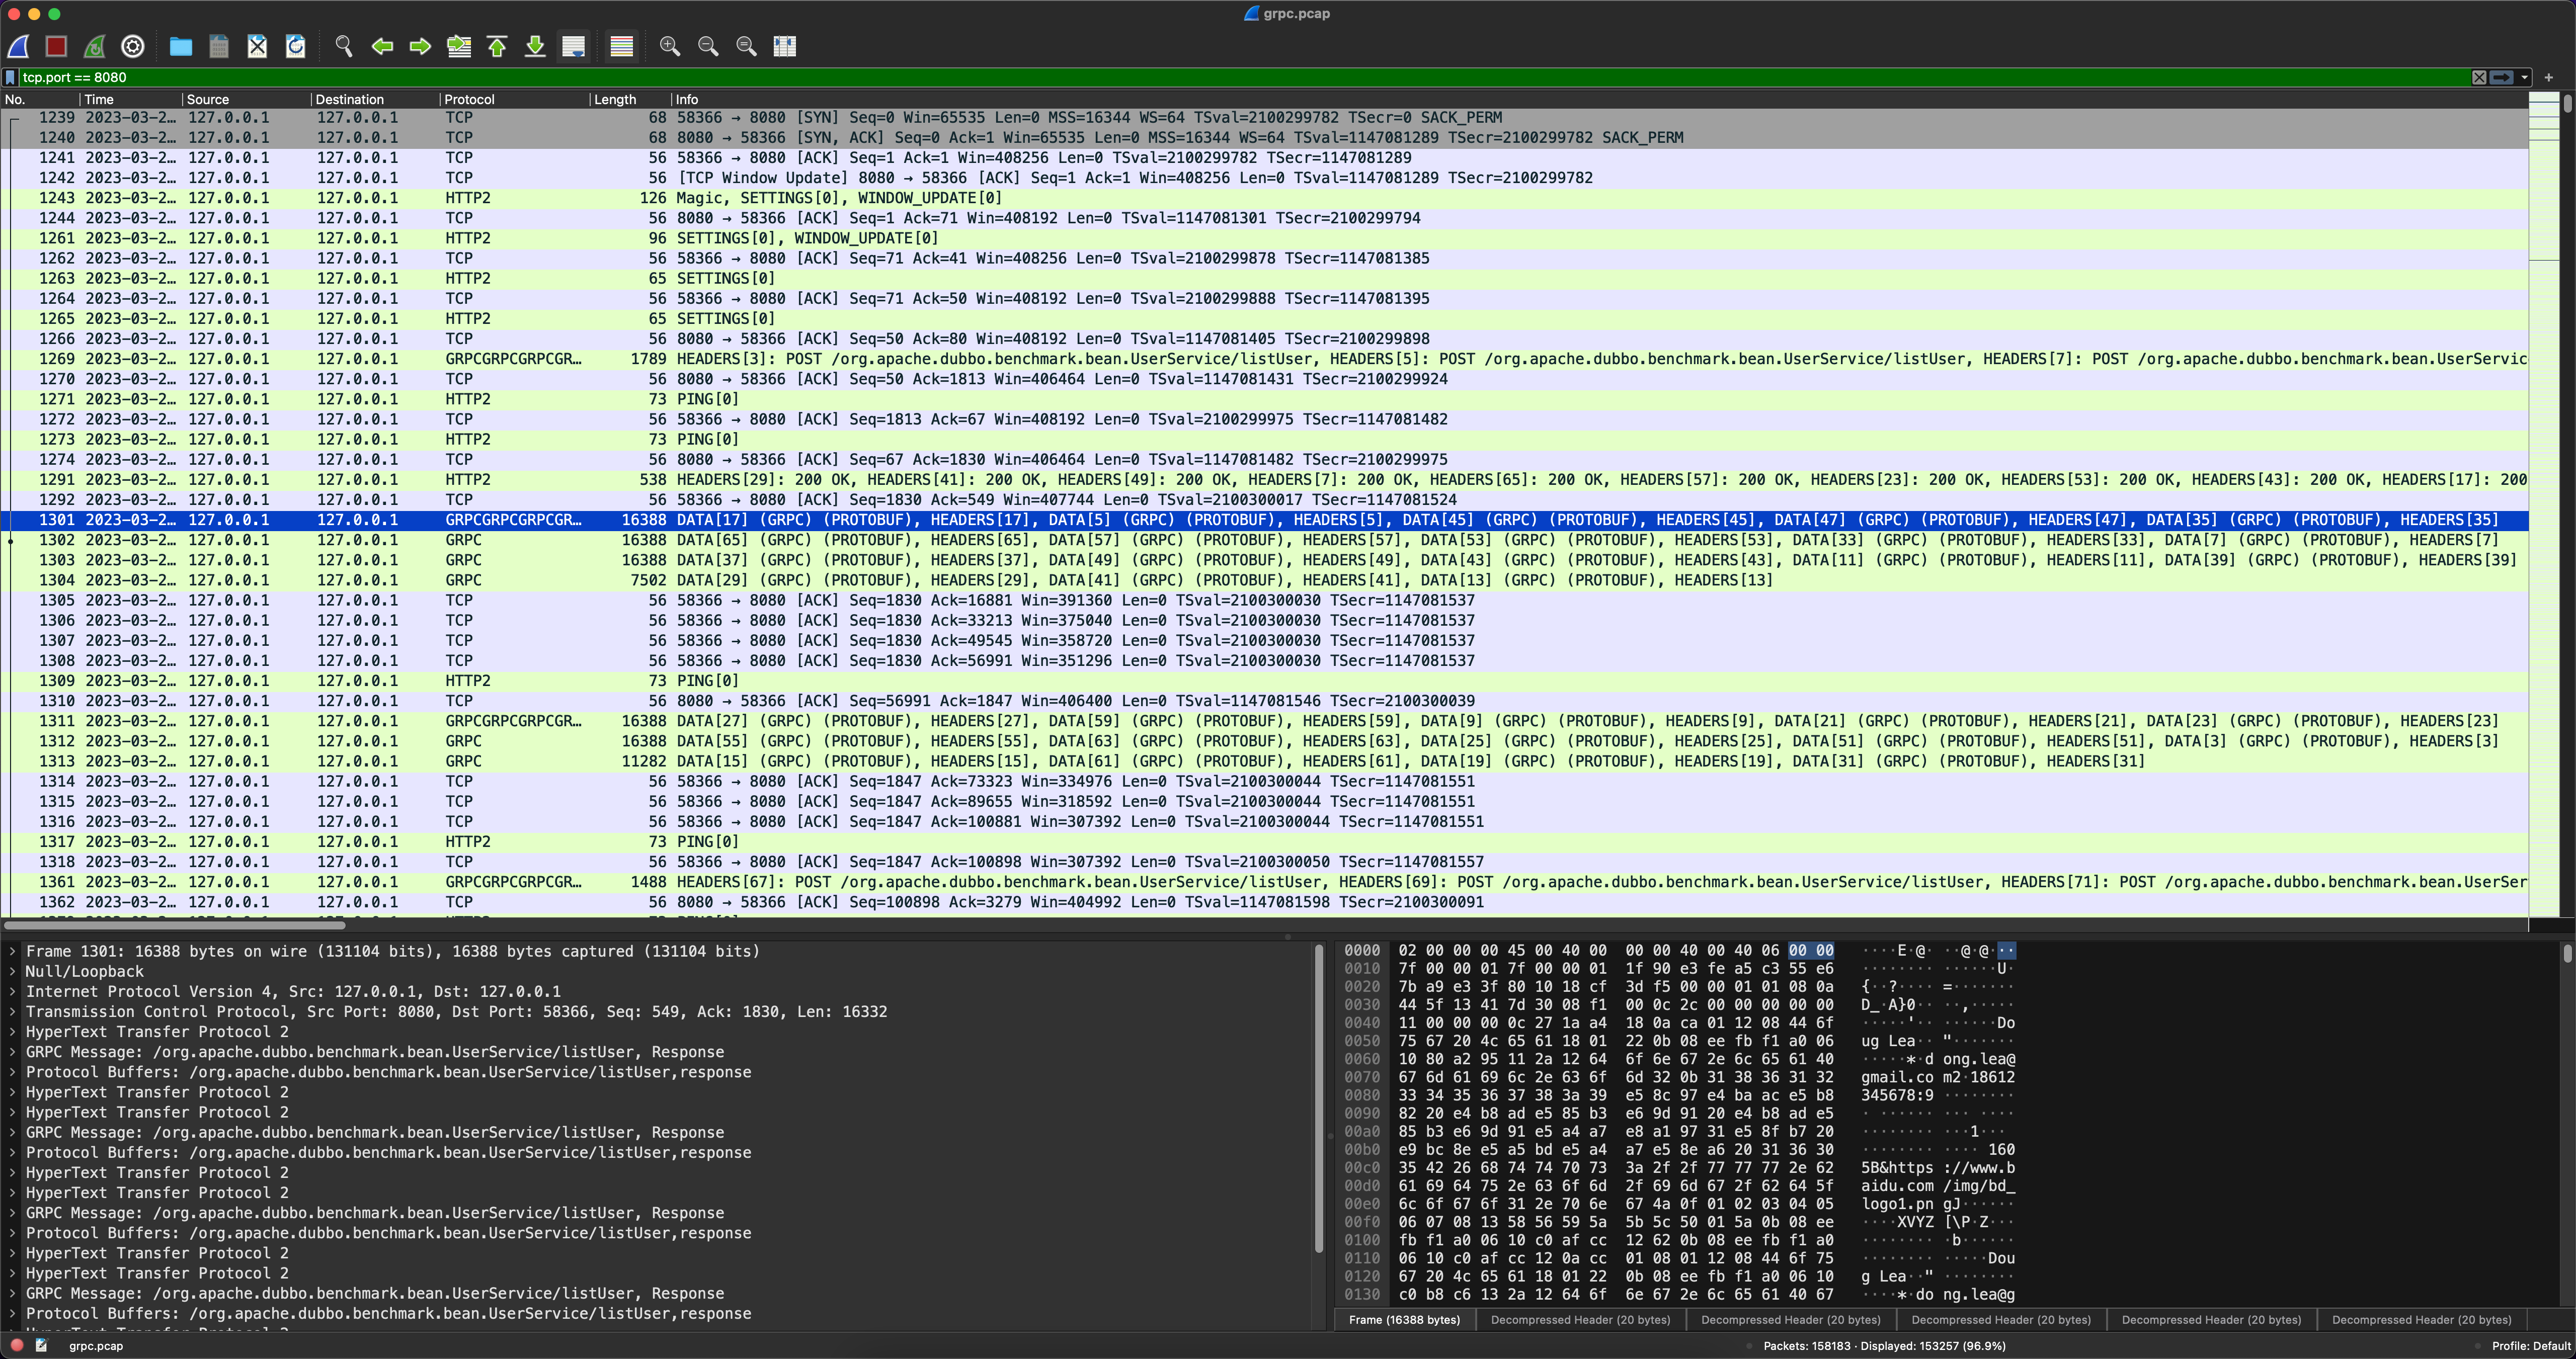 grpc.pcap
tcp.port == 8080
No. Time Source Destination Protocol Length Info
1239 2023-03-2… 127.0.0.1 127.0.0.1 TCP 68 58366 → 8080 [SYN] Seq=0 Win=65535 Len=0 MSS=16344 WS=64 TSval=2100299782 TSecr=0 SACK_PERM
1240 2023-03-2… 127.0.0.1 127.0.0.1 TCP 68 8080 → 58366 [SYN, ACK] Seq=0 Ack=1 Win=65535 Len=0 MSS=16344 WS=64 TSval=1147081289 TSecr=2100299782 SACK_PERM
1241 2023-03-2… 127.0.0.1 127.0.0.1 TCP 56 58366 → 8080 [ACK] Seq=1 Ack=1 Win=408256 Len=0 TSval=2100299782 TSecr=1147081289
1242 2023-03-2… 127.0.0.1 127.0.0.1 TCP 56 [TCP Window Update] 8080 → 58366 [ACK] Seq=1 Ack=1 Win=408256 Len=0 TSval=1147081289 TSecr=2100299782
1243 2023-03-2… 127.0.0.1 127.0.0.1 HTTP2 126 Magic, SETTINGS[0], WINDOW_UPDATE[0]
1244 2023-03-2… 127.0.0.1 127.0.0.1 TCP 56 8080 → 58366 [ACK] Seq=1 Ack=71 Win=408192 Len=0 TSval=1147081301 TSecr=2100299794
1261 2023-03-2… 127.0.0.1 127.0.0.1 HTTP2 96 SETTINGS[0], WINDOW_UPDATE[0]
1262 2023-03-2… 127.0.0.1 127.0.0.1 TCP 56 58366 → 8080 [ACK] Seq=71 Ack=41 Win=408256 Len=0 TSval=2100299878 TSecr=1147081385
1263 2023-03-2… 127.0.0.1 127.0.0.1 HTTP2 65 SETTINGS[0]
1264 2023-03-2… 127.0.0.1 127.0.0.1 TCP 56 58366 → 8080 [ACK] Seq=71 Ack=50 Win=408192 Len=0 TSval=2100299888 TSecr=1147081395
1265 2023-03-2… 127.0.0.1 127.0.0.1 HTTP2 65 SETTINGS[0]
1266 2023-03-2… 127.0.0.1 127.0.0.1 TCP 56 8080 → 58366 [ACK] Seq=50 Ack=80 Win=408192 Len=0 TSval=1147081405 TSecr=2100299898
1269 2023-03-2… 127.0.0.1 127.0.0.1 GRPCGRPCGRPCGR… 1789 HEADERS[3]: POST /org.apache.dubbo.benchmark.bean.UserService/listUser, HEADERS[5]: POST /org.apache.dubbo.benchmark.bean.UserService/listUser, HEADERS[7]: POST /org.apache.dubbo.benchmark.bean.UserServic
1270 2023-03-2… 127.0.0.1 127.0.0.1 TCP 56 8080 → 58366 [ACK] Seq=50 Ack=1813 Win=406464 Len=0 TSval=1147081431 TSecr=2100299924
1271 2023-03-2… 127.0.0.1 127.0.0.1 HTTP2 73 PING[0]
1272 2023-03-2… 127.0.0.1 127.0.0.1 TCP 56 58366 → 8080 [ACK] Seq=1813 Ack=67 Win=408192 Len=0 TSval=2100299975 TSecr=1147081482
1273 2023-03-2… 127.0.0.1 127.0.0.1 HTTP2 73 PING[0]
1274 2023-03-2… 127.0.0.1 127.0.0.1 TCP 56 8080 → 58366 [ACK] Seq=67 Ack=1830 Win=406464 Len=0 TSval=1147081482 TSecr=2100299975
1291 2023-03-2… 127.0.0.1 127.0.0.1 HTTP2 538 HEADERS[29]: 200 OK, HEADERS[41]: 200 OK, HEADERS[49]: 200 OK, HEADERS[7]: 200 OK, HEADERS[65]: 200 OK, HEADERS[57]: 200 OK, HEADERS[23]: 200 OK, HEADERS[53]: 200 OK, HEADERS[43]: 200 OK, HEADERS[17]: 200
1292 2023-03-2… 127.0.0.1 127.0.0.1 TCP 56 58366 → 8080 [ACK] Seq=1830 Ack=549 Win=407744 Len=0 TSval=2100300017 TSecr=1147081524
1301 2023-03-2… 127.0.0.1 127.0.0.1 GRPCGRPCGRPCGR… 16388 DATA[17] (GRPC) (PROTOBUF), HEADERS[17], DATA[5] (GRPC) (PROTOBUF), HEADERS[5], DATA[45] (GRPC) (PROTOBUF), HEADERS[45], DATA[47] (GRPC) (PROTOBUF), HEADERS[47], DATA[35] (GRPC) (PROTOBUF), HEADERS[35]
1302 2023-03-2… 127.0.0.1 127.0.0.1 GRPC 16388 DATA[65] (GRPC) (PROTOBUF), HEADERS[65], DATA[57] (GRPC) (PROTOBUF), HEADERS[57], DATA[53] (GRPC) (PROTOBUF), HEADERS[53], DATA[33] (GRPC) (PROTOBUF), HEADERS[33], DATA[7] (GRPC) (PROTOBUF), HEADERS[7]
1303 2023-03-2… 127.0.0.1 127.0.0.1 GRPC 16388 DATA[37] (GRPC) (PROTOBUF), HEADERS[37], DATA[49] (GRPC) (PROTOBUF), HEADERS[49], DATA[43] (GRPC) (PROTOBUF), HEADERS[43], DATA[11] (GRPC) (PROTOBUF), HEADERS[11], DATA[39] (GRPC) (PROTOBUF), HEADERS[39]
1304 2023-03-2… 127.0.0.1 127.0.0.1 GRPC 7502 DATA[29] (GRPC) (PROTOBUF), HEADERS[29], DATA[41] (GRPC) (PROTOBUF), HEADERS[41], DATA[13] (GRPC) (PROTOBUF), HEADERS[13]
1305 2023-03-2… 127.0.0.1 127.0.0.1 TCP 56 58366 → 8080 [ACK] Seq=1830 Ack=16881 Win=391360 Len=0 TSval=2100300030 TSecr=1147081537
1306 2023-03-2… 127.0.0.1 127.0.0.1 TCP 56 58366 → 8080 [ACK] Seq=1830 Ack=33213 Win=375040 Len=0 TSval=2100300030 TSecr=1147081537
1307 2023-03-2… 127.0.0.1 127.0.0.1 TCP 56 58366 → 8080 [ACK] Seq=1830 Ack=49545 Win=358720 Len=0 TSval=2100300030 TSecr=1147081537
1308 2023-03-2… 127.0.0.1 127.0.0.1 TCP 56 58366 → 8080 [ACK] Seq=1830 Ack=56991 Win=351296 Len=0 TSval=2100300030 TSecr=1147081537
1309 2023-03-2… 127.0.0.1 127.0.0.1 HTTP2 73 PING[0]
1310 2023-03-2… 127.0.0.1 127.0.0.1 TCP 56 8080 → 58366 [ACK] Seq=56991 Ack=1847 Win=406400 Len=0 TSval=1147081546 TSecr=2100300039
1311 2023-03-2… 127.0.0.1 127.0.0.1 GRPCGRPCGRPCGR… 16388 DATA[27] (GRPC) (PROTOBUF), HEADERS[27], DATA[59] (GRPC) (PROTOBUF), HEADERS[59], DATA[9] (GRPC) (PROTOBUF), HEADERS[9], DATA[21] (GRPC) (PROTOBUF), HEADERS[21], DATA[23] (GRPC) (PROTOBUF), HEADERS[23]
1312 2023-03-2… 127.0.0.1 127.0.0.1 GRPC 16388 DATA[55] (GRPC) (PROTOBUF), HEADERS[55], DATA[63] (GRPC) (PROTOBUF), HEADERS[63], DATA[25] (GRPC) (PROTOBUF), HEADERS[25], DATA[51] (GRPC) (PROTOBUF), HEADERS[51], DATA[3] (GRPC) (PROTOBUF), HEADERS[3]
1313 2023-03-2… 127.0.0.1 127.0.0.1 GRPC 11282 DATA[15] (GRPC) (PROTOBUF), HEADERS[15], DATA[61] (GRPC) (PROTOBUF), HEADERS[61], DATA[19] (GRPC) (PROTOBUF), HEADERS[19], DATA[31] (GRPC) (PROTOBUF), HEADERS[31]
1314 2023-03-2… 127.0.0.1 127.0.0.1 TCP 56 58366 → 8080 [ACK] Seq=1847 Ack=73323 Win=334976 Len=0 TSval=2100300044 TSecr=1147081551
1315 2023-03-2… 127.0.0.1 127.0.0.1 TCP 56 58366 → 8080 [ACK] Seq=1847 Ack=89655 Win=318592 Len=0 TSval=2100300044 TSecr=1147081551
1316 2023-03-2… 127.0.0.1 127.0.0.1 TCP 56 58366 → 8080 [ACK] Seq=1847 Ack=100881 Win=307392 Len=0 TSval=2100300044 TSecr=1147081551
1317 2023-03-2… 127.0.0.1 127.0.0.1 HTTP2 73 PING[0]
1318 2023-03-2… 127.0.0.1 127.0.0.1 TCP 56 58366 → 8080 [ACK] Seq=1847 Ack=100898 Win=307392 Len=0 TSval=2100300050 TSecr=1147081557
1361 2023-03-2… 127.0.0.1 127.0.0.1 GRPCGRPCGRPCGR… 1488 HEADERS[67]: POST /org.apache.dubbo.benchmark.bean.UserService/listUser, HEADERS[69]: POST /org.apache.dubbo.benchmark.bean.UserService/listUser, HEADERS[71]: POST /org.apache.dubbo.benchmark.bean.UserSer
1362 2023-03-2… 127.0.0.1 127.0.0.1 TCP 56 8080 → 58366 [ACK] Seq=100898 Ack=3279 Win=404992 Len=0 TSval=1147081598 TSecr=2100300091
Frame 1301: 16388 bytes on wire (131104 bits), 16388 bytes captured (131104 bits)
Null/Loopback
Internet Protocol Version 4, Src: 127.0.0.1, Dst: 127.0.0.1
Transmission Control Protocol, Src Port: 8080, Dst Port: 58366, Seq: 549, Ack: 1830, Len: 16332
HyperText Transfer Protocol 2
GRPC Message: /org.apache.dubbo.benchmark.bean.UserService/listUser, Response
Protocol Buffers: /org.apache.dubbo.benchmark.bean.UserService/listUser,response
HyperText Transfer Protocol 2
HyperText Transfer Protocol 2
GRPC Message: /org.apache.dubbo.benchmark.bean.UserService/listUser, Response
Protocol Buffers: /org.apache.dubbo.benchmark.bean.UserService/listUser,response
HyperText Transfer Protocol 2
HyperText Transfer Protocol 2
GRPC Message: /org.apache.dubbo.benchmark.bean.UserService/listUser, Response
Protocol Buffers: /org.apache.dubbo.benchmark.bean.UserService/listUser,response
HyperText Transfer Protocol 2
HyperText Transfer Protocol 2
GRPC Message: /org.apache.dubbo.benchmark.bean.UserService/listUser, Response
Protocol Buffers: /org.apache.dubbo.benchmark.bean.UserService/listUser,response
0000 02 00 00 00 45 00 40 00 00 00 40 00 40 06 00 00 ····E·@· ··@·@···
0010 7f 00 00 01 7f 00 00 01 1f 90 e3 fe a5 c3 55 e6 ········ ······U·
0020 7b a9 e3 3f 80 10 18 cf 3d f5 00 00 01 01 08 0a {··?···· =·······
0030 44 5f 13 41 7d 30 08 f1 00 0c 2c 00 00 00 00 00 D_·A}0·· ··,·····
0040 11 00 00 00 0c 27 1a a4 18 0a ca 01 12 08 44 6f ·····'·· ······Do
0050 75 67 20 4c 65 61 18 01 22 0b 08 ee fb f1 a0 06 ug Lea·· "·······
0060 10 80 a2 95 11 2a 12 64 6f 6e 67 2e 6c 65 61 40 ·····*·d ong.lea@
0070 67 6d 61 69 6c 2e 63 6f 6d 32 0b 31 38 36 31 32 gmail.co m2·18612
0080 33 34 35 36 37 38 3a 39 e5 8c 97 e4 ba ac e5 b8 345678:9 ········
0090 82 20 e4 b8 ad e5 85 b3 e6 9d 91 20 e4 b8 ad e5 · ······ ··· ····
00a0 85 b3 e6 9d 91 e5 a4 a7 e8 a1 97 31 e5 8f b7 20 ········ ···1···
00b0 e9 bc 8e e5 a5 bd e5 a4 a7 e5 8e a6 20 31 36 30 ········ ···· 160
00c0 35 42 26 68 74 74 70 73 3a 2f 2f 77 77 77 2e 62 5B&https ://www.b
00d0 61 69 64 75 2e 63 6f 6d 2f 69 6d 67 2f 62 64 5f aidu.com /img/bd_
00e0 6c 6f 67 6f 31 2e 70 6e 67 4a 0f 01 02 03 04 05 logo1.pn gJ······
00f0 06 07 08 13 58 56 59 5a 5b 5c 50 01 5a 0b 08 ee ····XVYZ [\P·Z···
0100 fb f1 a0 06 10 c0 af cc 12 62 0b 08 ee fb f1 a0 ········ ·b······
0110 06 10 c0 af cc 12 0a cc 01 08 01 12 08 44 6f 75 ········ ·····Dou
0120 67 20 4c 65 61 18 01 22 0b 08 ee fb f1 a0 06 10 g Lea··" ········
0130 c0 b8 c6 13 2a 12 64 6f 6e 67 2e 6c 65 61 40 67 ····*·do ng.lea@g
Frame (16388 bytes) Decompressed Header (20 bytes) Decompressed Header (20 bytes) Decompressed Header (20 bytes) Decompressed Header (20 bytes) Decompressed Header (20 bytes)
grpc.pcap Packets: 158183 · Displayed: 153257 (96.9%) Profile: Default